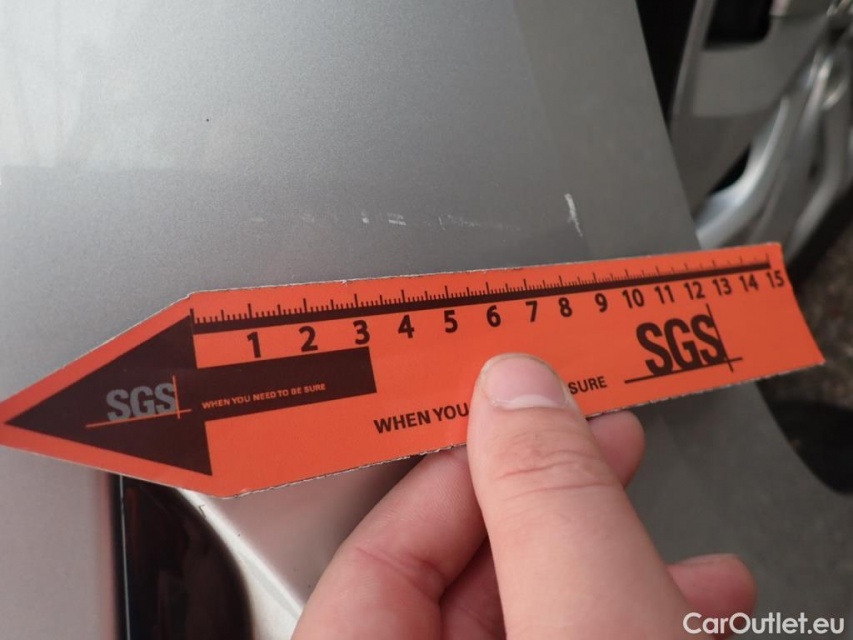 1 2 3 4 5 6 7 8 9 10 11 12 13 14 15
SGS
WHEN YOU NEED TO BE SURE
SGS
WHEN YOU SURE
CarOutlet.eu